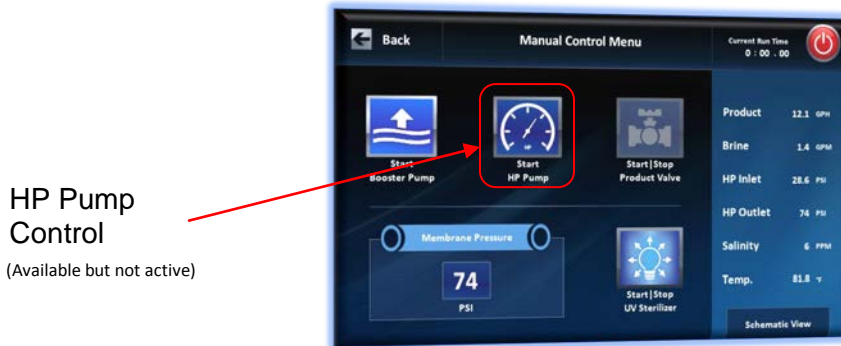 Back
Manual Control Menu
Current Run Time
0 : 00 . 00
Start
Booster Pump
HP
Start
HP Pump
Start|Stop
Product Valve
Product 12.1 GPH
Brine 1.4 GPM
HP Inlet 28.6 PSI
HP Outlet 74 PSI
Salinity 6 PPM
Temp. 81.8 °F
HP Pump
Control
(Available but not active)
Membrane Pressure
74
PSI
Start|Stop
UV Sterilizer
Schematic View